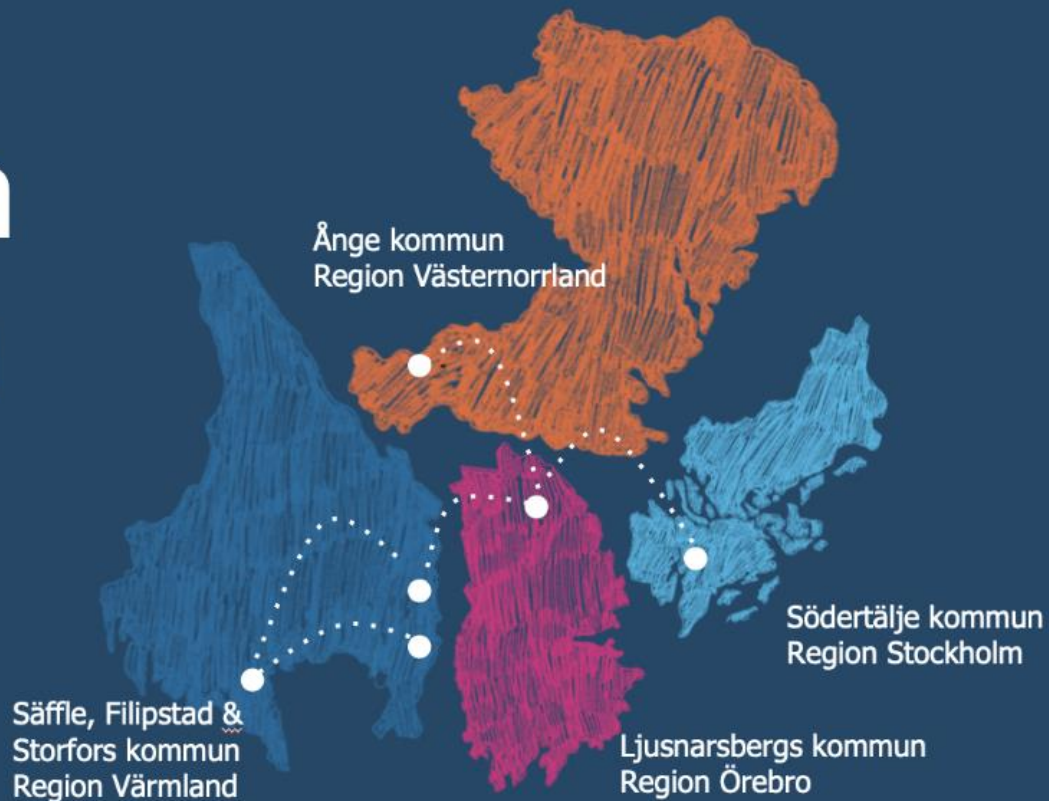 Ånge kommun
Region Västernorrland
Södertälje kommun
Region Stockholm
Säffle, Filipstad &
Storfors kommun
Region Värmland
Ljusnarsbergs kommun
Region Örebro